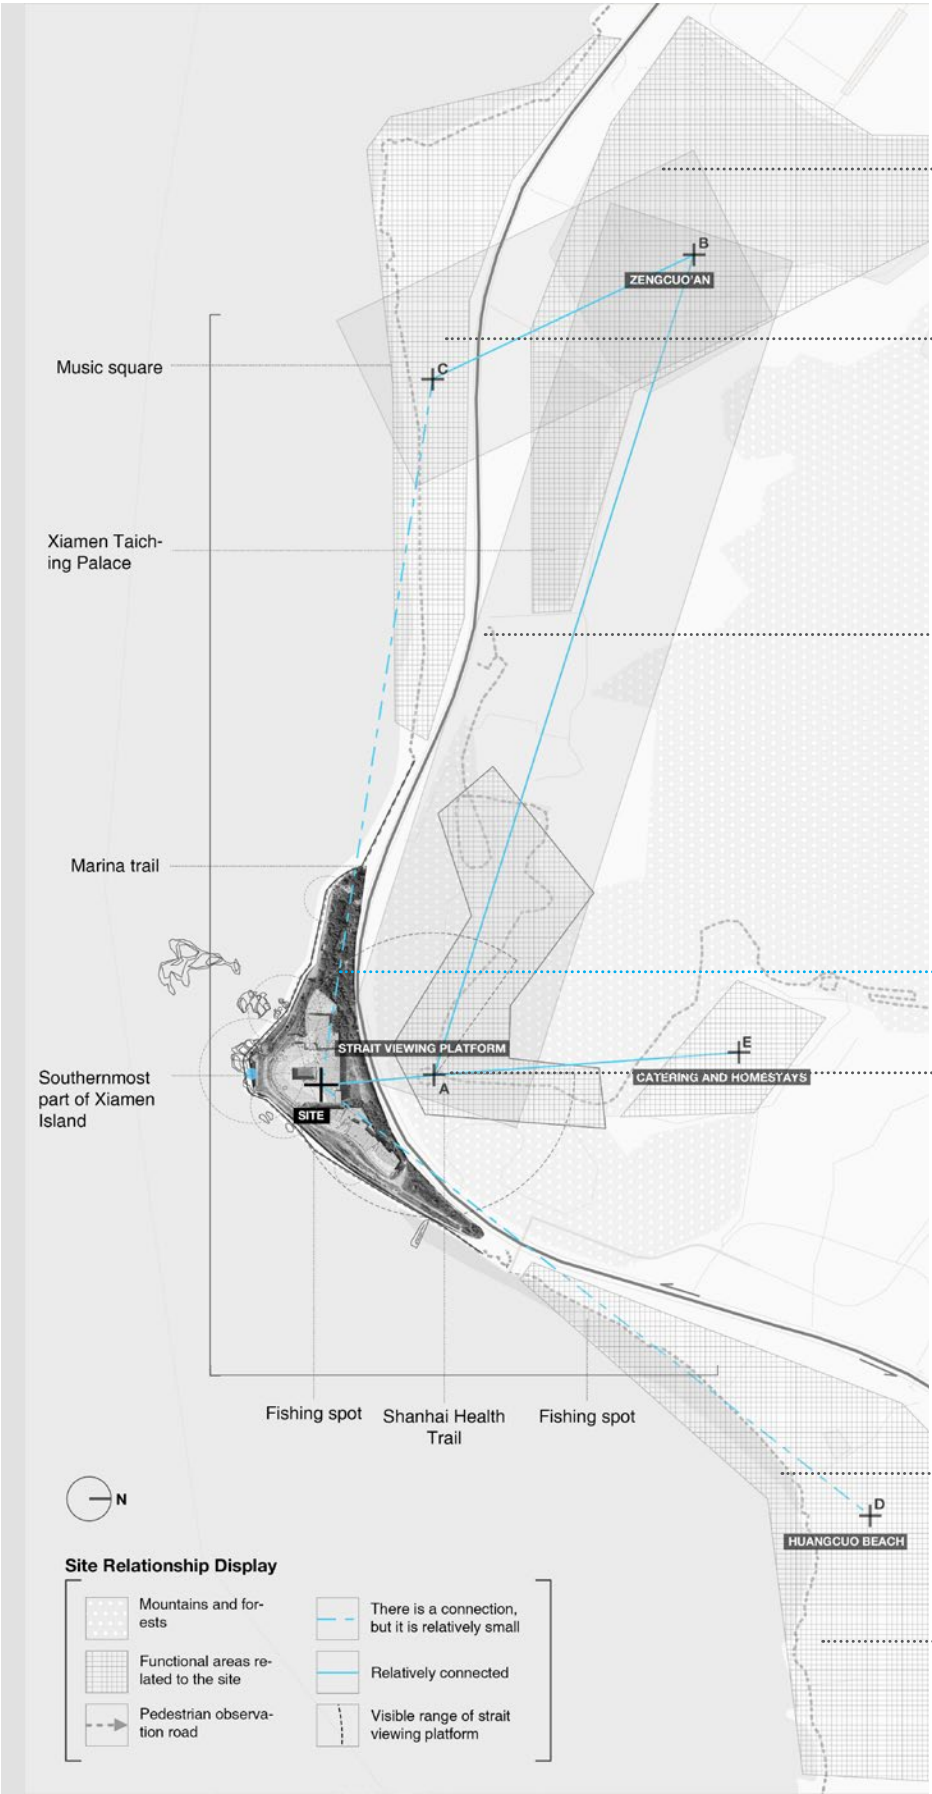 B
ZENGCUO'AN
Music square
C
Xiamen Taich-
ing Palace
Marina trail
STRAIT VIEWING PLATFORM
E
Southernmost
part of Xiamen
Island
A
CATERING AND HOMESTAYS
SITE
Fishing spot
Shanhai Health
Trail
Fishing spot
N
D
HUANGCUO BEACH
Site Relationship Display
Mountains and for-
ests
There is a connection,
but it is relatively small
Functional areas re-
lated to the site
Relatively connected
Pedestrian observa-
tion road
Visible range of strait
viewing platform